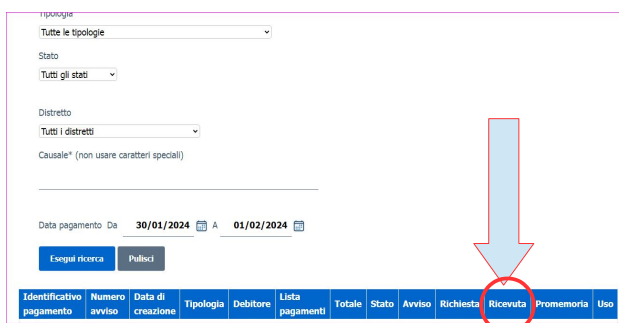 Tipologia
Tutte le tipologie
Stato
Tutti gli stati
Distretto
Tutti i distretti
Causale* (non usare caratteri speciali)
Data pagamento Da 30/01/2024 A 01/02/2024
Esegui ricerca Pulisci
Identificativo pagamento Numero avviso Data di creazione Tipologia Debitore Lista pagamenti Totale Stato Avviso Richiesta Ricevuta Promemoria Uso